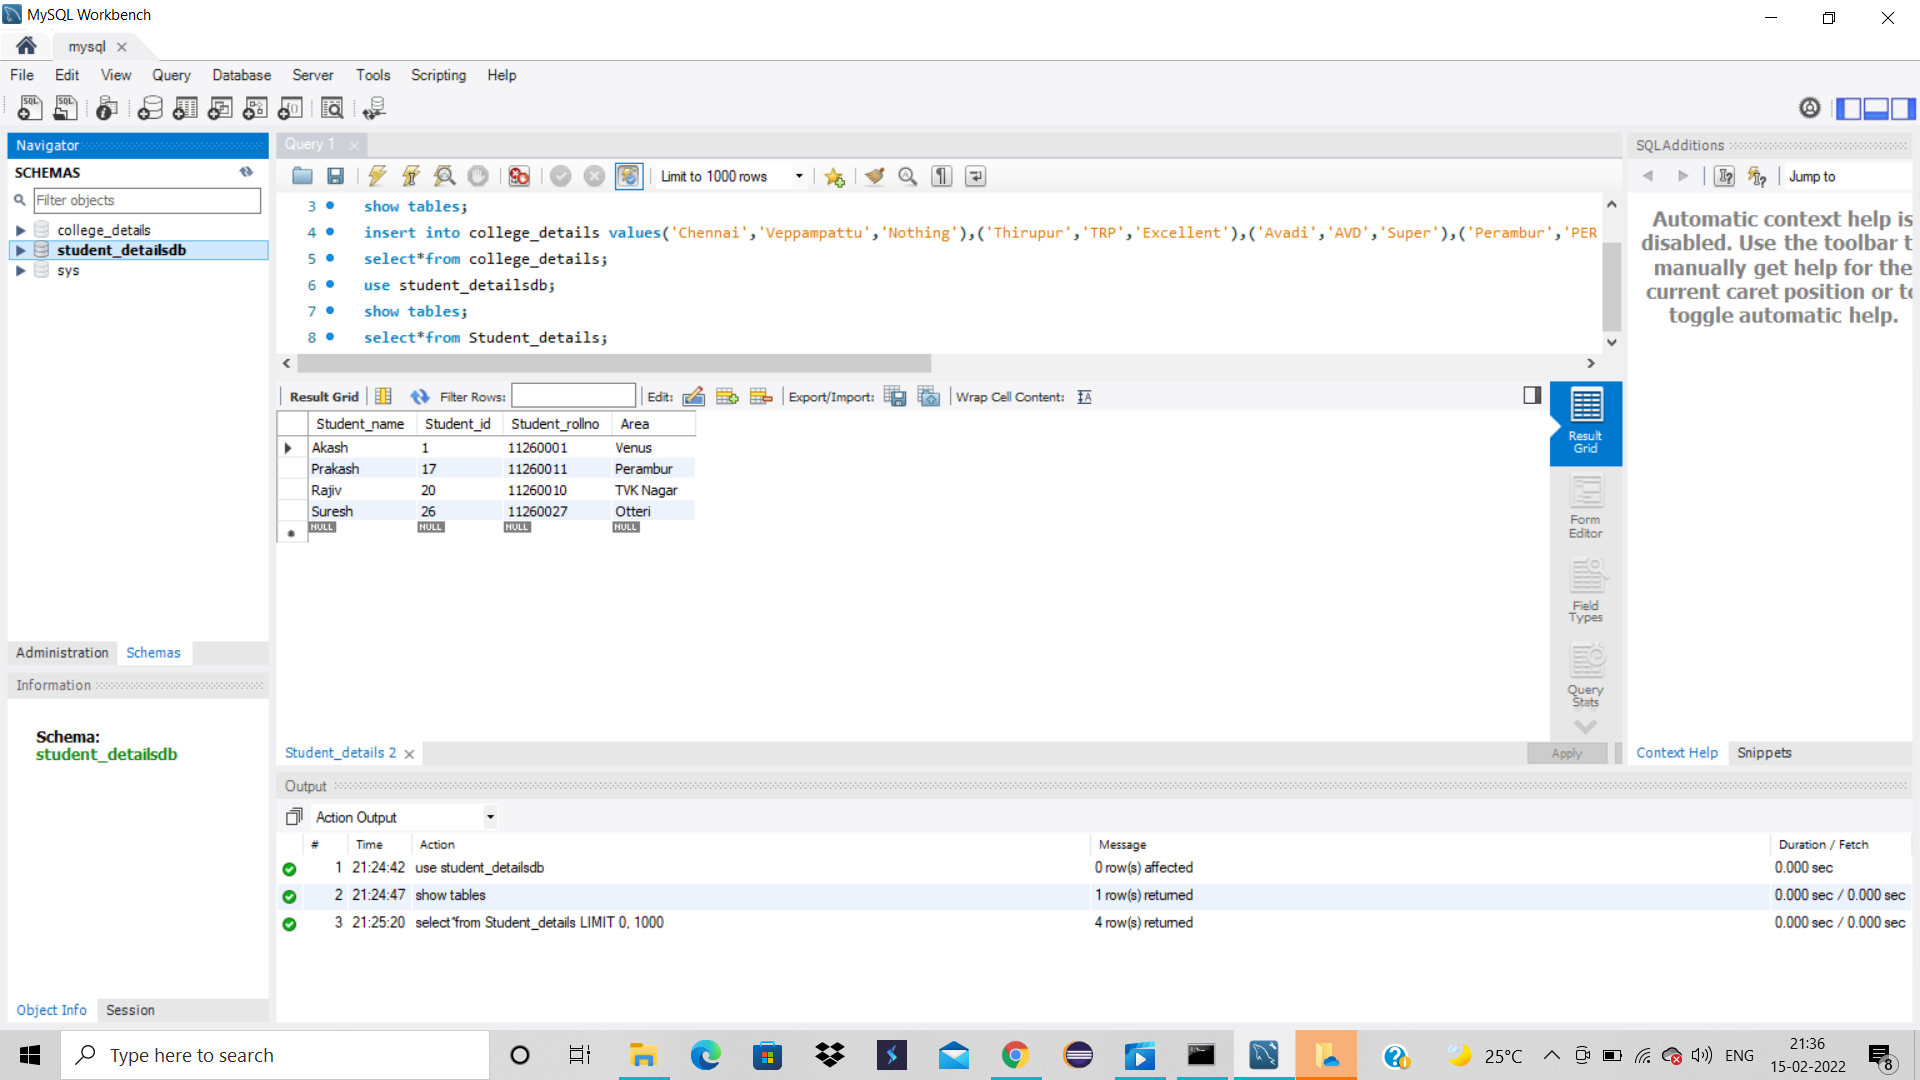 MySQL Workbench
mysql
File Edit View Query Database Server Tools Scripting Help
Navigator
SCHEMAS
Filter objects
college_details
student_detailsdb
sys
Administration Schemas
Information
Schema:
student_detailsdb
Object Info Session
Query 1
Limit to 1000 rows
3 show tables;
4 insert into college_details values('Chennai','Veppampattu','Nothing'),('Thirupur','TRP','Excellent'),('Avadi','AVD','Super'),('Perambur','PER
5 select*from college_details;
6 use student_detailsdb;
7 show tables;
8 select*from Student_details;
Result Grid Filter Rows: Edit: Export/Import: Wrap Cell Content:
Student_name Student_id Student_rollno Area
Akash 1 11260001 Venus
Prakash 17 11260011 Perambur
Rajiv 20 11260010 TVK Nagar
Suresh 26 11260027 Otteri
NULL NULL NULL NULL
Result
Grid
Form
Editor
Field
Types
Query
Stats
Student_details 2
Apply
SQLAdditions
Jump to
Automatic context help is
disabled. Use the toolbar t
manually get help for the
current caret position or to
toggle automatic help.
Context Help Snippets
Output
Action Output
# Time Action Message Duration / Fetch
1 21:24:42 use student_detailsdb 0 row(s) affected 0.000 sec
2 21:24:47 show tables 1 row(s) returned 0.000 sec / 0.000 sec
3 21:25:20 select*from Student_details LIMIT 0, 1000 4 row(s) returned 0.000 sec / 0.000 sec
Type here to search
25°C
ENG
21:36
15-02-2022
8